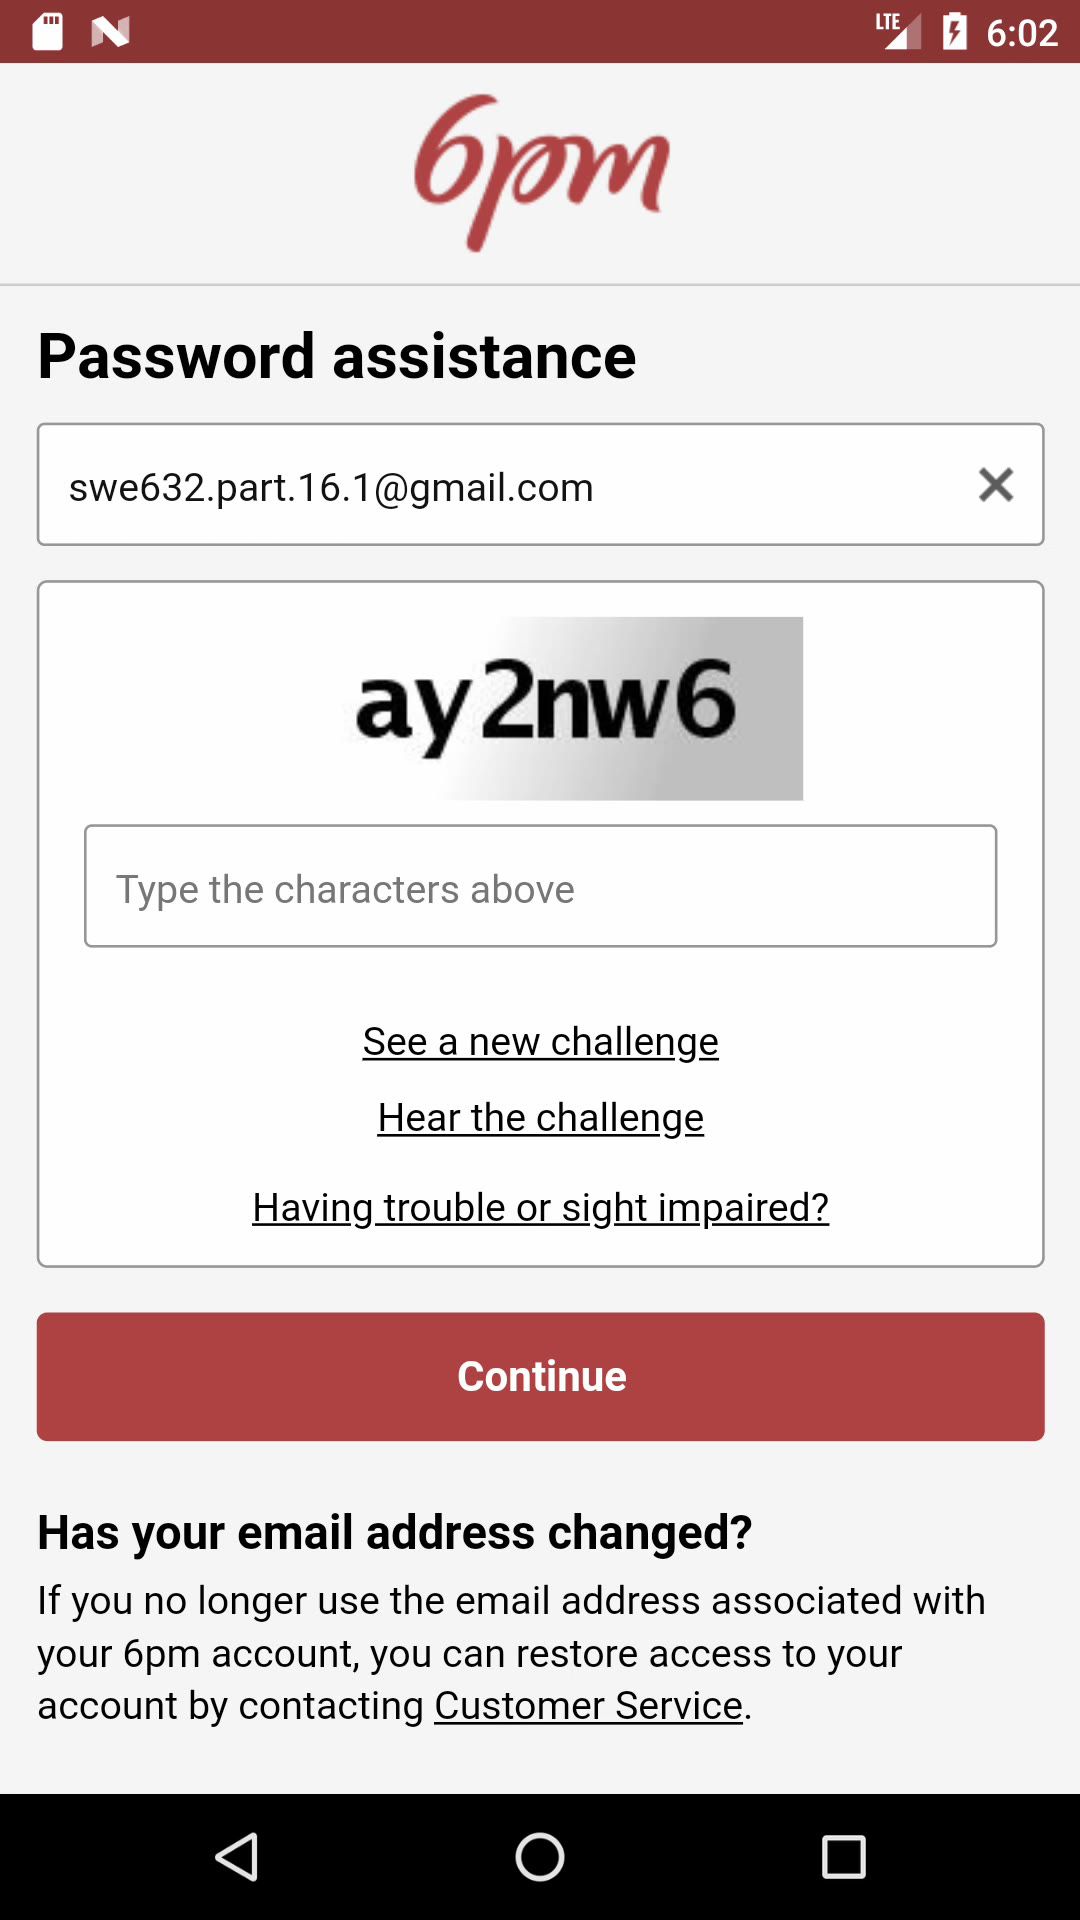 LTE 6:02
6pm
Password assistance
swe632.part.16.1@gmail.com
ay2nw6
Type the characters above
See a new challenge
Hear the challenge
Having trouble or sight impaired?
Continue
Has your email address changed?
If you no longer use the email address associated with
your 6pm account, you can restore access to your
account by contacting Customer Service.